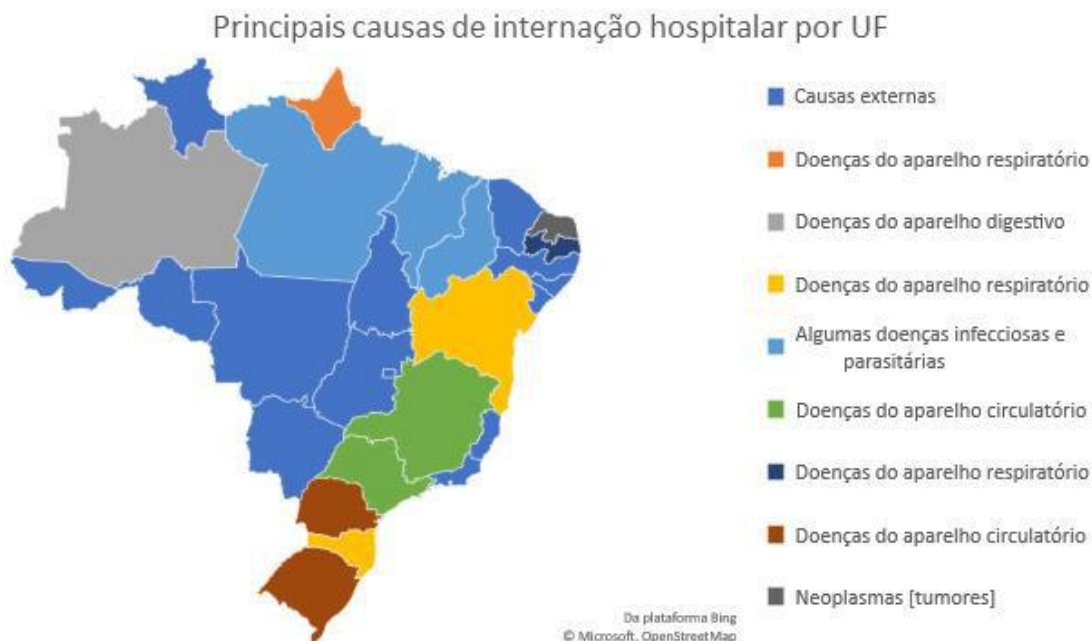 Principais causas de internação hospitalar por UF
Causas externas
Doenças do aparelho respiratório
Doenças do aparelho digestivo
Doenças do aparelho respiratório
Algumas doenças infecciosas e
parasitárias
Doenças do aparelho circulatório
Doenças do aparelho respiratório
Doenças do aparelho circulatório
Neoplasmas [tumores]
Da plataforma Bing
© Microsoft, OpenStreetMap